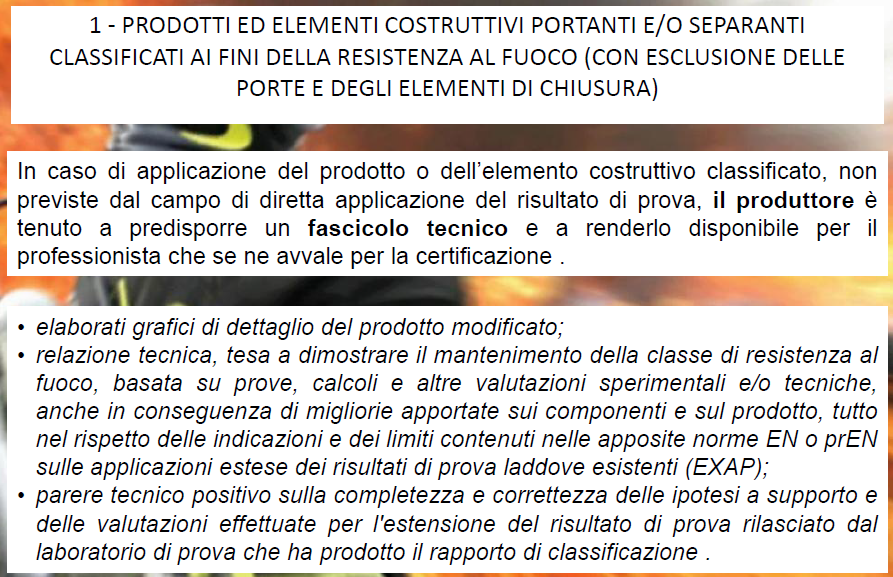 1 - PRODOTTI ED ELEMENTI COSTRUTTIVI PORTANTI E/O SEPARANTI
CLASSIFICATI AI FINI DELLA RESISTENZA AL FUOCO (CON ESCLUSIONE DELLE
PORTE E DEGLI ELEMENTI DI CHIUSURA)
In caso di applicazione del prodotto o dell'elemento costruttivo classificato, non
previste dal campo di diretta applicazione del risultato di prova, il produttore è
tenuto a predisporre un fascicolo tecnico e a renderlo disponibile per il
professionista che se ne avvale per la certificazione .
• elaborati grafici di dettaglio del prodotto modificato;
• relazione tecnica, tesa a dimostrare il mantenimento della classe di resistenza al
fuoco, basata su prove, calcoli e altre valutazioni sperimentali e/o tecniche,
anche in conseguenza di migliorie apportate sui componenti e sul prodotto, tutto
nel rispetto delle indicazioni e dei limiti contenuti nelle apposite norme EN o prEN
sulle applicazioni estese dei risultati di prova laddove esistenti (EXAP);
• parere tecnico positivo sulla completezza e correttezza delle ipotesi a supporto e
delle valutazioni effettuate per l'estensione del risultato di prova rilasciato dal
laboratorio di prova che ha prodotto il rapporto di classificazione .